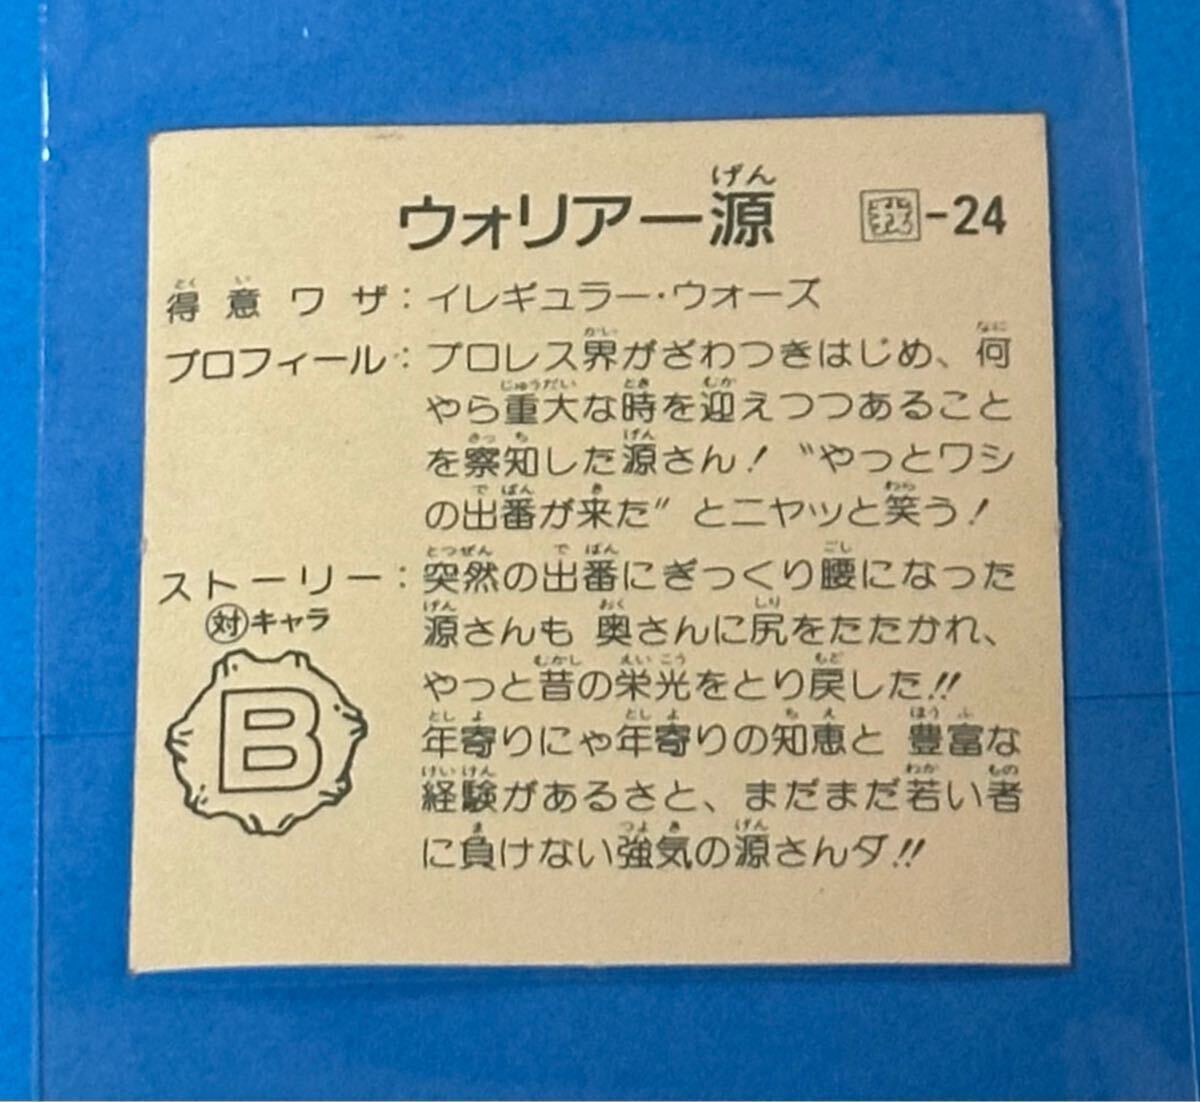 ウォリアー源 -24
得意ワザ：イレギュラー・ウォーズ
プロフィール：プロレス界がざわつきはじめ、何
やら重大な時を迎えつつあること
を察知した源さん！〝やっとワシ
の出番が来た〟とニヤッと笑う！
ストーリー：突然の出番にぎっくり腰になった
源さんも奥さんに尻をたたかれ、
やっと昔の栄光をとり戻した!!
年寄りにゃ年寄りの知恵と豊富な
経験があるさと、まだまだ若い者
に負けない強気の源さんダ!!
対キャラ
B